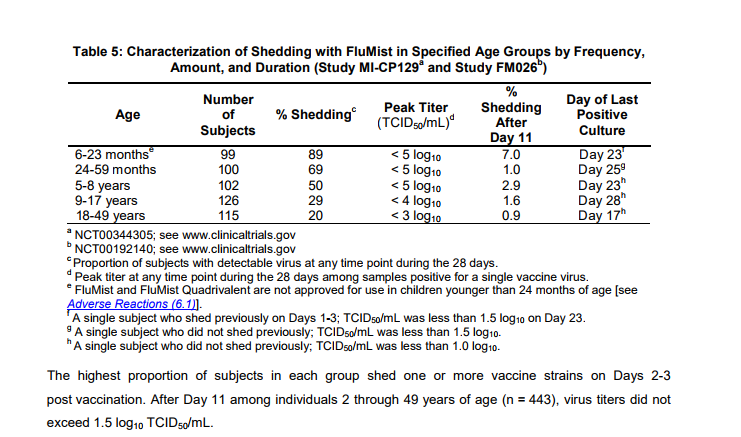 Table 5: Characterization of Shedding with FluMist in Specified Age Groups by Frequency,
Amount, and Duration (Study MI-CP129a and Study FM026b)
Age Number of Subjects % Sheddingc Peak Titer (TCID50/mL)d % Shedding After Day 11 Day of Last Positive Culture
6-23 monthse 99 89 < 5 log10 7.0 Day 23f
24-59 months 100 69 < 5 log10 1.0 Day 25g
5-8 years 102 50 < 5 log10 2.9 Day 23h
9-17 years 126 29 < 4 log10 1.6 Day 28h
18-49 years 115 20 < 3 log10 0.9 Day 17h
a NCT00344305; see www.clinicaltrials.gov
b NCT00192140; see www.clinicaltrials.gov
c Proportion of subjects with detectable virus at any time point during the 28 days.
d Peak titer at any time point during the 28 days among samples positive for a single vaccine virus.
e FluMist and FluMist Quadrivalent are not approved for use in children younger than 24 months of age [see
Adverse Reactions (6.1)].
f A single subject who shed previously on Days 1-3; TCID50/mL was less than 1.5 log10 on Day 23.
g A single subject who did not shed previously; TCID50/mL was less than 1.5 log10.
h A single subject who did not shed previously; TCID50/mL was less than 1.0 log10.
The highest proportion of subjects in each group shed one or more vaccine strains on Days 2-3
post vaccination. After Day 11 among individuals 2 through 49 years of age (n = 443), virus titers did not
exceed 1.5 log10 TCID50/mL.